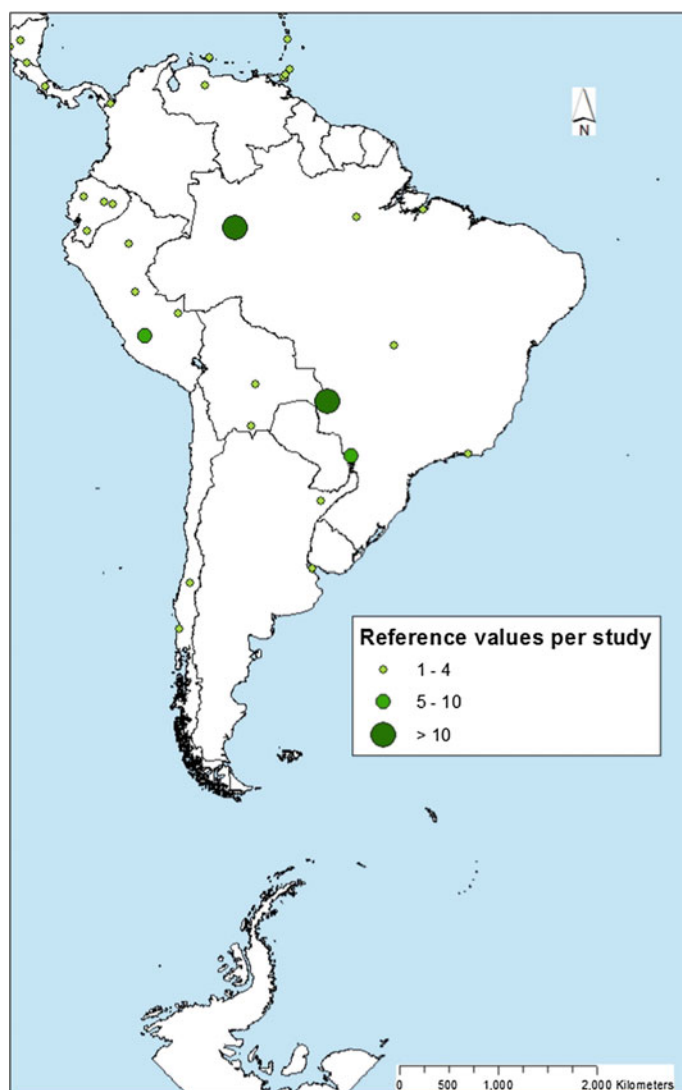 N
Reference values per study
1 - 4
5 - 10
> 10
0 500 1.000 2.000 Kilometers